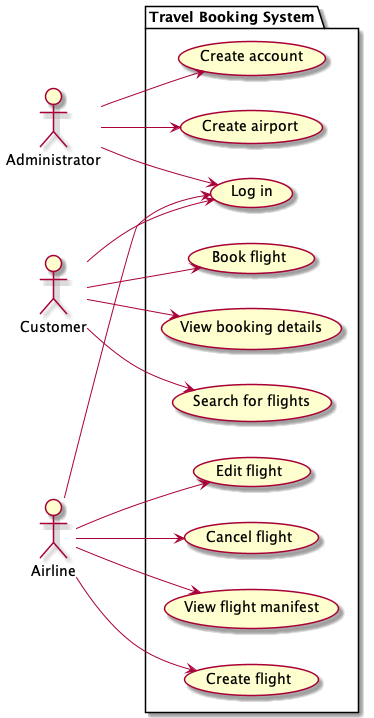 Travel Booking System
Create account
Create airport
Administrator
Log in
Book flight
Customer
View booking details
Search for flights
Edit flight
Cancel flight
Airline
View flight manifest
Create flight